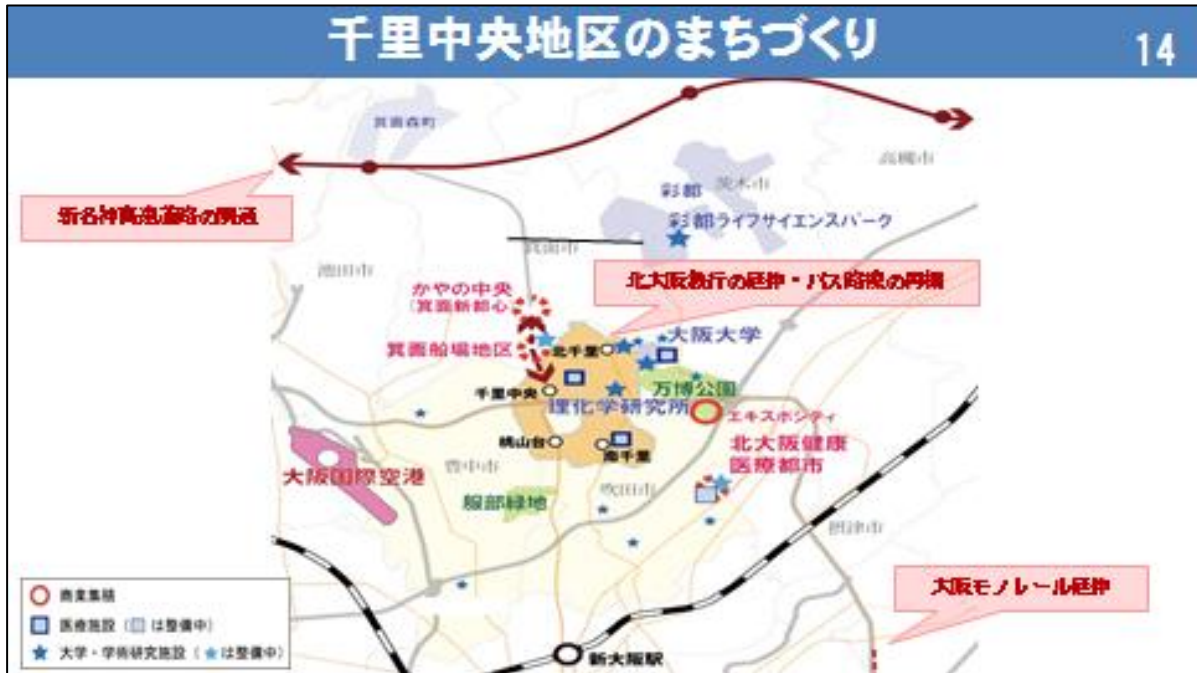 千里中央地区のまちづくり
14
箕面森町
高槻市
彩都
茨木市
新名神高速道路の開通
彩都ライフサイエンスパーク
箕面市
池田市
北大阪急行の延伸・バス路線の再編
かやの中央
(箕面新都心)
大阪大学
箕面船場地区
北千里
千里中央
万博公園
理化学研究所
エキスポシティ
桃山台
南千里
北大阪健康
医療都市
大阪国際空港
豊中市
吹田市
服部緑地
摂津市
大阪モノレール延伸
商業集積
医療施設(は整備中)
大学・学術研究施設(★は整備中)
新大阪駅